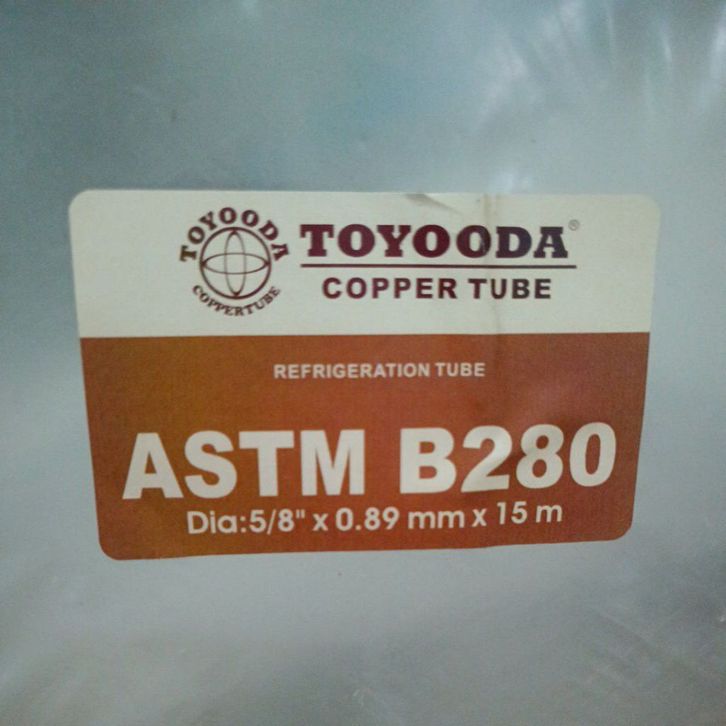 TOYOODA
COPPERTUBE
TOYOODA®
COPPER TUBE
REFRIGERATION TUBE
ASTM B280
Dia:5/8" x 0.89 mm x 15 m